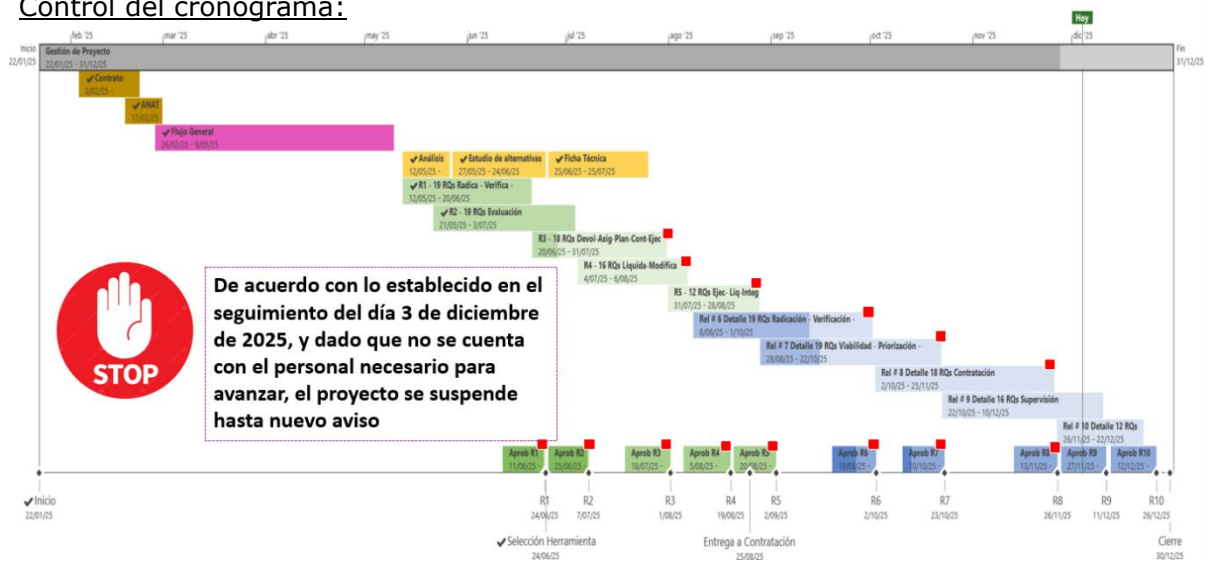 Control del cronograma:
Hoy
feb '25
mar '25
abr '25
may '25
jun '25
jul '25
ago '25
sep '25
oct '25
nov '25
dic '25
Inicio
22/01/25
Gestión de Proyecto
22/01/25 - 31/12/25
Fin
31/12/25
Contrato
3/02/25 -
ANAT
17/02/25
Flujo General
26/02/25 - 9/05/25
Análisis
12/05/25 -
Estudio de alternativas
27/05/25 - 24/06/25
Ficha Técnica
25/06/25 - 25/07/25
R1 - 19 RQs Radica - Verifica -
12/05/25 - 20/06/25
R2 - 19 RQs Evaluación
21/05/25 - 3/07/25
R3 - 18 RQs Devol-Asig-Plan-Cont-Ejec
20/06/25 - 31/07/25
R4 - 16 RQs Liquida-Modifica
4/07/25 - 6/08/25
R5 - 12 RQs Ejec- Liq-Integ
31/07/25 - 28/08/25
Rel # 6 Detalle 19 RQs Radicación - Verificación -
8/08/25 - 1/10/25
Rel # 7 Detalle 19 RQs Viabilidad - Priorización -
28/08/25 - 22/10/25
Rel # 8 Detalle 18 RQs Contratación
2/10/25 - 25/11/25
Rel # 9 Detalle 16 RQs Supervisión
22/10/25 - 10/12/25
Rel # 10 Detalle 12 RQs
26/11/25 - 22/12/25
STOP
De acuerdo con lo establecido en el
seguimiento del día 3 de diciembre
de 2025, y dado que no se cuenta
con el personal necesario para
avanzar, el proyecto se suspende
hasta nuevo aviso
Aprob R1
11/06/25 -
Aprob R2
25/06/25 -
Aprob R3
18/07/25 -
Aprob R4
5/08/25 -
Aprob R5
20/08/25 -
Aprob R6
Aprob R7
10/10/25 -
Aprob R8
13/11/25 -
Aprob R9
27/11/25 -
Aprob R10
12/12/25 -
Inicio
22/01/25
R1
24/06/25
R2
7/07/25
R3
1/08/25
R4
19/08/25
R5
2/09/25
R6
2/10/25
R7
23/10/25
R8
26/11/25
R9
11/12/25
R10
26/12/25
Selección Herramienta
24/06/25
Entrega a Contratación
25/08/25
Cierre
30/12/25